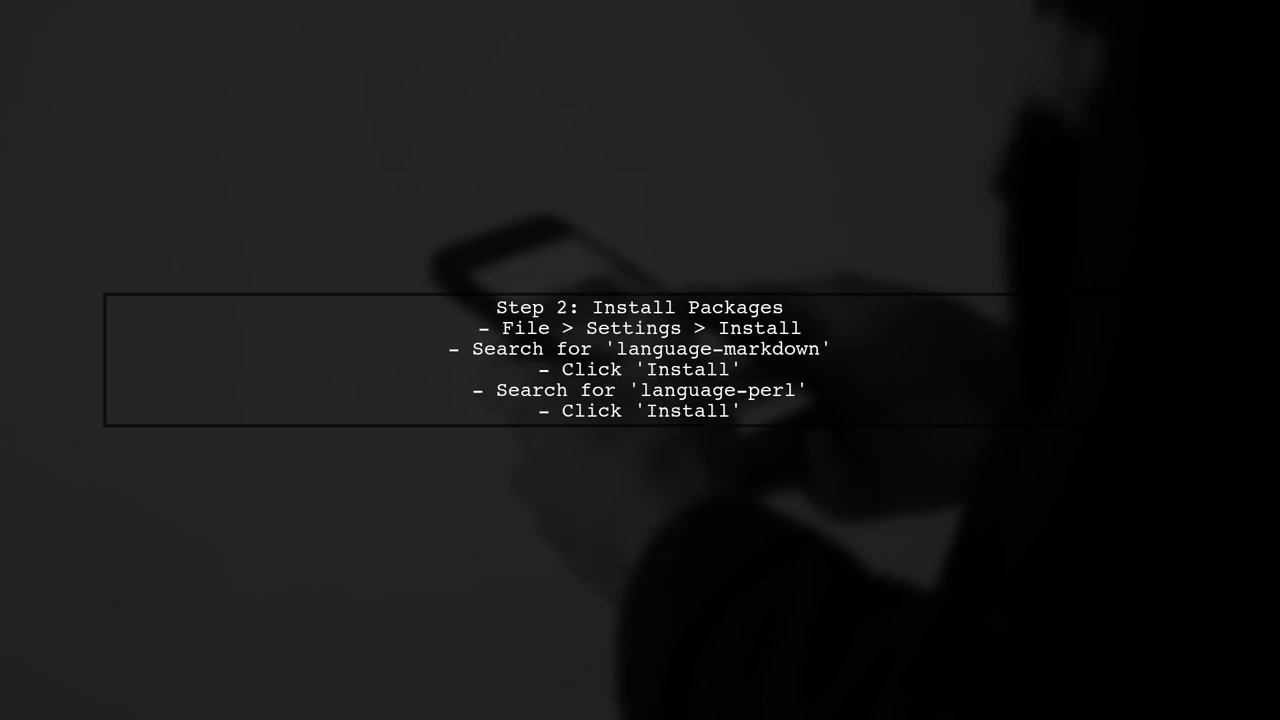 Step 2: Install Packages
- File > Settings > Install
- Search for 'language-markdown'
- Click 'Install'
- Search for 'language-perl'
- Click 'Install'